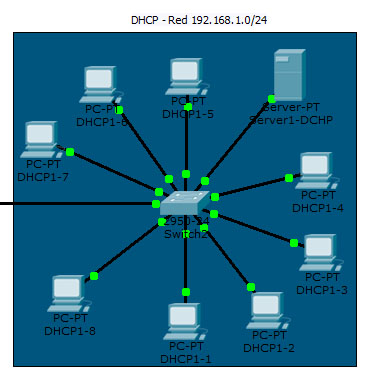 DHCP - Red 192.168.1.0/24
PC-PT
DHCP1-5
Server-PT
Server1-DCHP
PC-PT
DHCP1-6
PC-PT
DHCP1-7
PC-PT
DHCP1-4
2950-24
Switch2
PC-PT
DHCP1-3
PC-PT
DHCP1-8
PC-PT
DHCP1-1
PC-PT
DHCP1-2